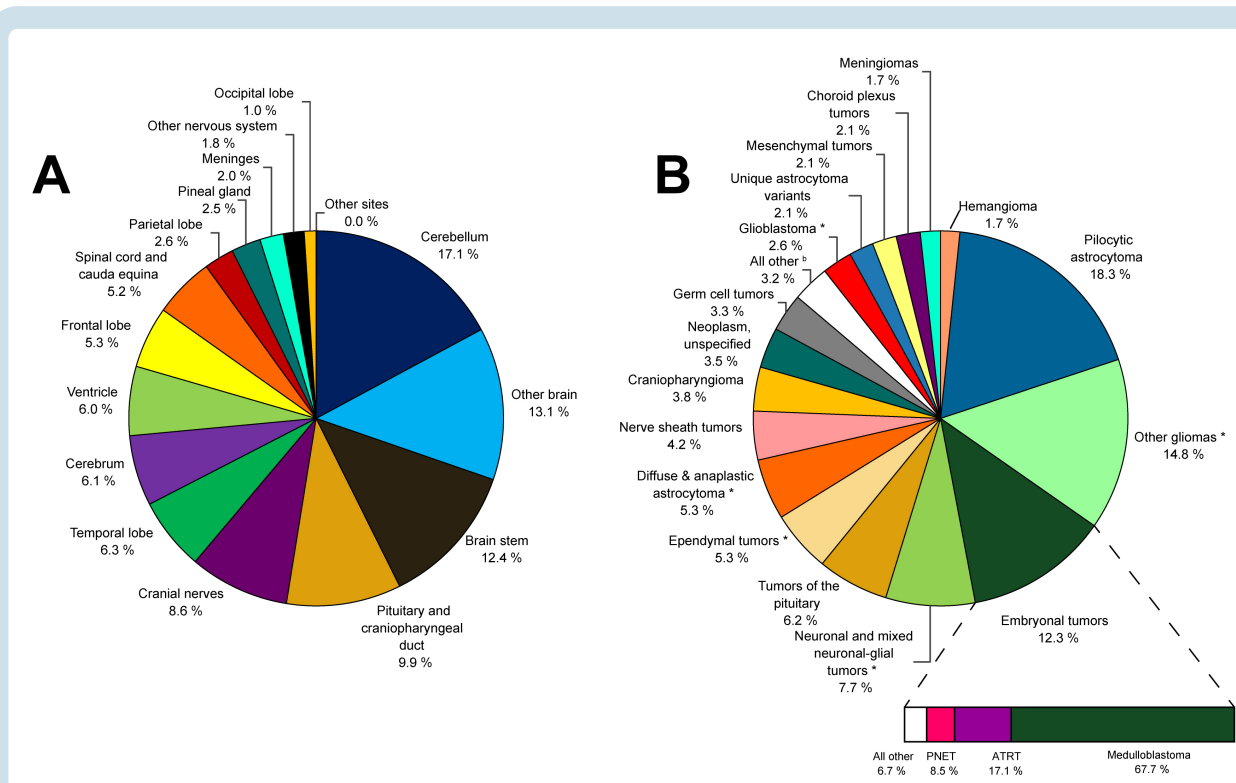 A
Occipital lobe
1.0 %
Other nervous system
1.8 %
Meninges
2.0 %
Pineal gland
2.5 %
Parietal lobe
2.6 %
Spinal cord and
cauda equina
5.2 %
Frontal lobe
5.3 %
Ventricle
6.0 %
Cerebrum
6.1 %
Temporal lobe
6.3 %
Cranial nerves
8.6 %
Pituitary and
craniopharyngeal
duct
9.9 %
Brain stem
12.4 %
Other brain
13.1 %
Cerebellum
17.1 %
Other sites
0.0 %
B
Meningiomas
1.7 %
Choroid plexus
tumors
2.1 %
Mesenchymal tumors
2.1 %
Unique astrocytoma
variants
2.1 %
Glioblastoma *
2.6 %
All other ᵇ
3.2 %
Germ cell tumors
3.3 %
Neoplasm,
unspecified
3.5 %
Craniopharyngioma
3.8 %
Nerve sheath tumors
4.2 %
Diffuse & anaplastic
astrocytoma *
5.3 %
Ependymal tumors *
5.3 %
Tumors of the
pituitary
6.2 %
Neuronal and mixed
neuronal-glial
tumors *
7.7 %
Embryonal tumors
12.3 %
Other gliomas *
14.8 %
Pilocytic
astrocytoma
18.3 %
Hemangioma
1.7 %
All other PNET ATRT Medulloblastoma
6.7 % 8.5 % 17.1 % 67.7 %